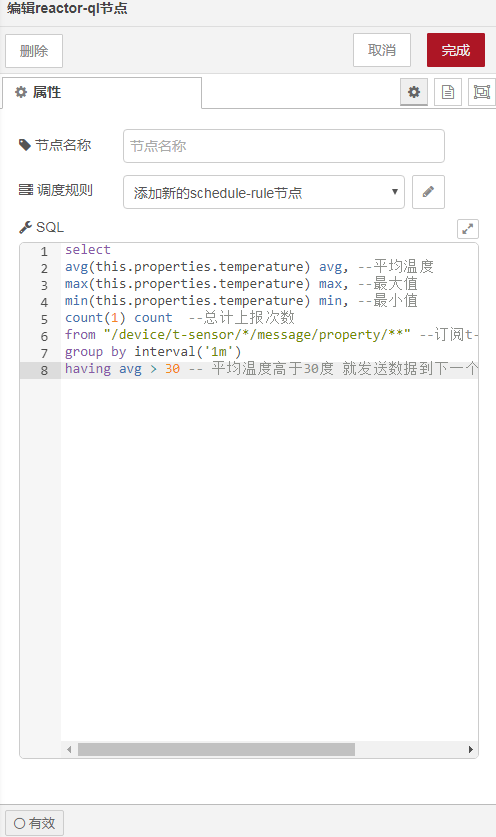 编辑reactor-ql节点
删除
取消
完成
属性
节点名称
节点名称
调度规则
添加新的schedule-rule节点
SQL
1 select
2 avg(this.properties.temperature) avg, --平均温度
3 max(this.properties.temperature) max, --最大值
4 min(this.properties.temperature) min, --最小值
5 count(1) count  --总计上报次数
6 from "/device/t-sensor/*/message/property/**" --订阅t-
7 group by interval('1m')
8 having avg > 30 -- 平均温度高于30度 就发送数据到下一个
有效